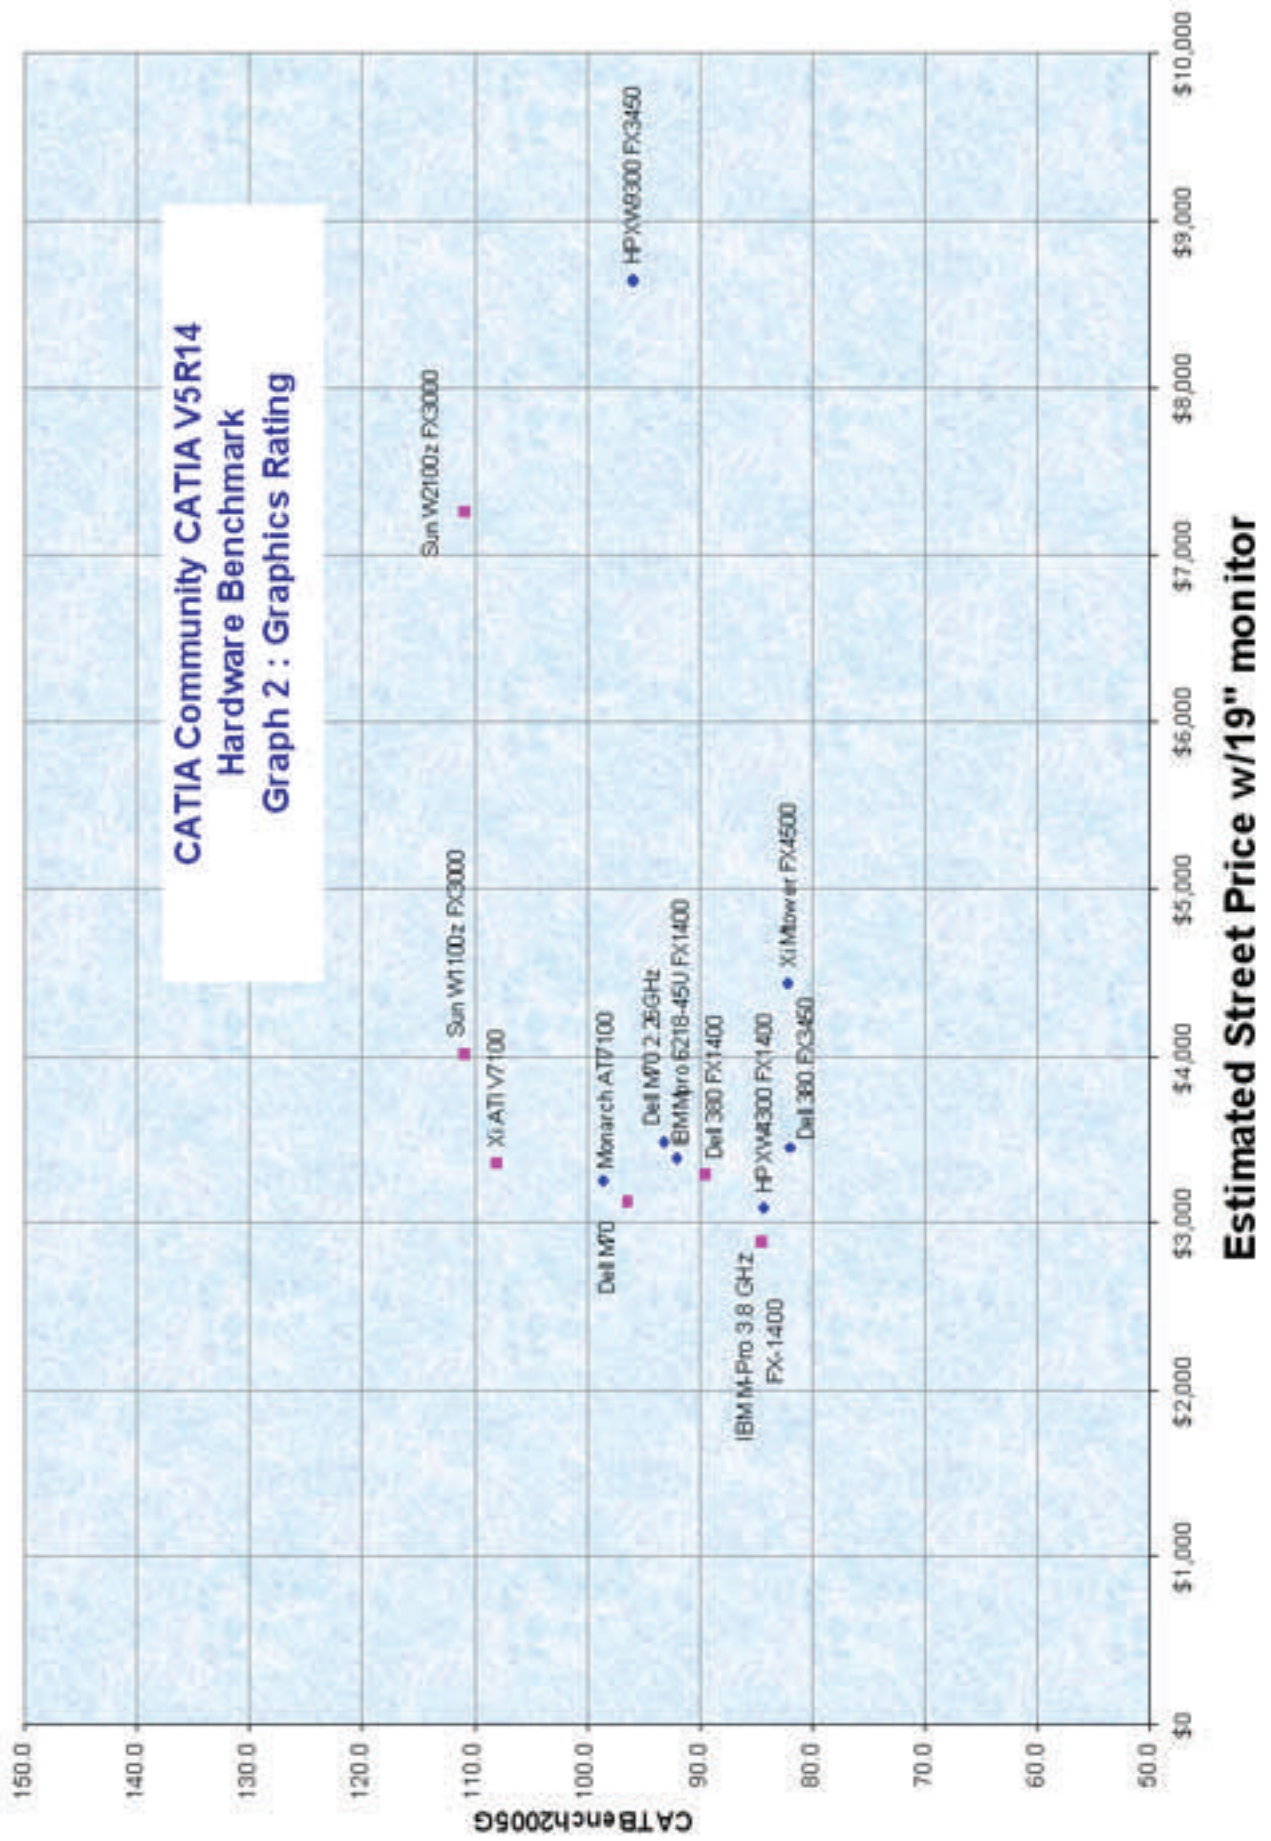 CATIA Community CATIA V5R14
Hardware Benchmark
Graph 2 : Graphics Rating
CATBench2005G
150.0
140.0
130.0
120.0
110.0
100.0
90.0
80.0
70.0
60.0
50.0
Sun W2100z FX3000
Sun W1100z FX3000
Xi ATI V7100
Monarch ATI7100
HPXW9300 FX3450
Dell M70
Dell M70 2.26GHz
IBM Mpro 6218-45U FX1400
Dell 380 FX1400
IBM M-Pro 3.8 GHz
FX-1400
HPXW4300 FX1400
Xi Mtower FX4500
Dell 380 FX3450
$0
$1,000
$2,000
$3,000
$4,000
$5,000
$6,000
$7,000
$8,000
$9,000
$10,000
Estimated Street Price w/19" monitor